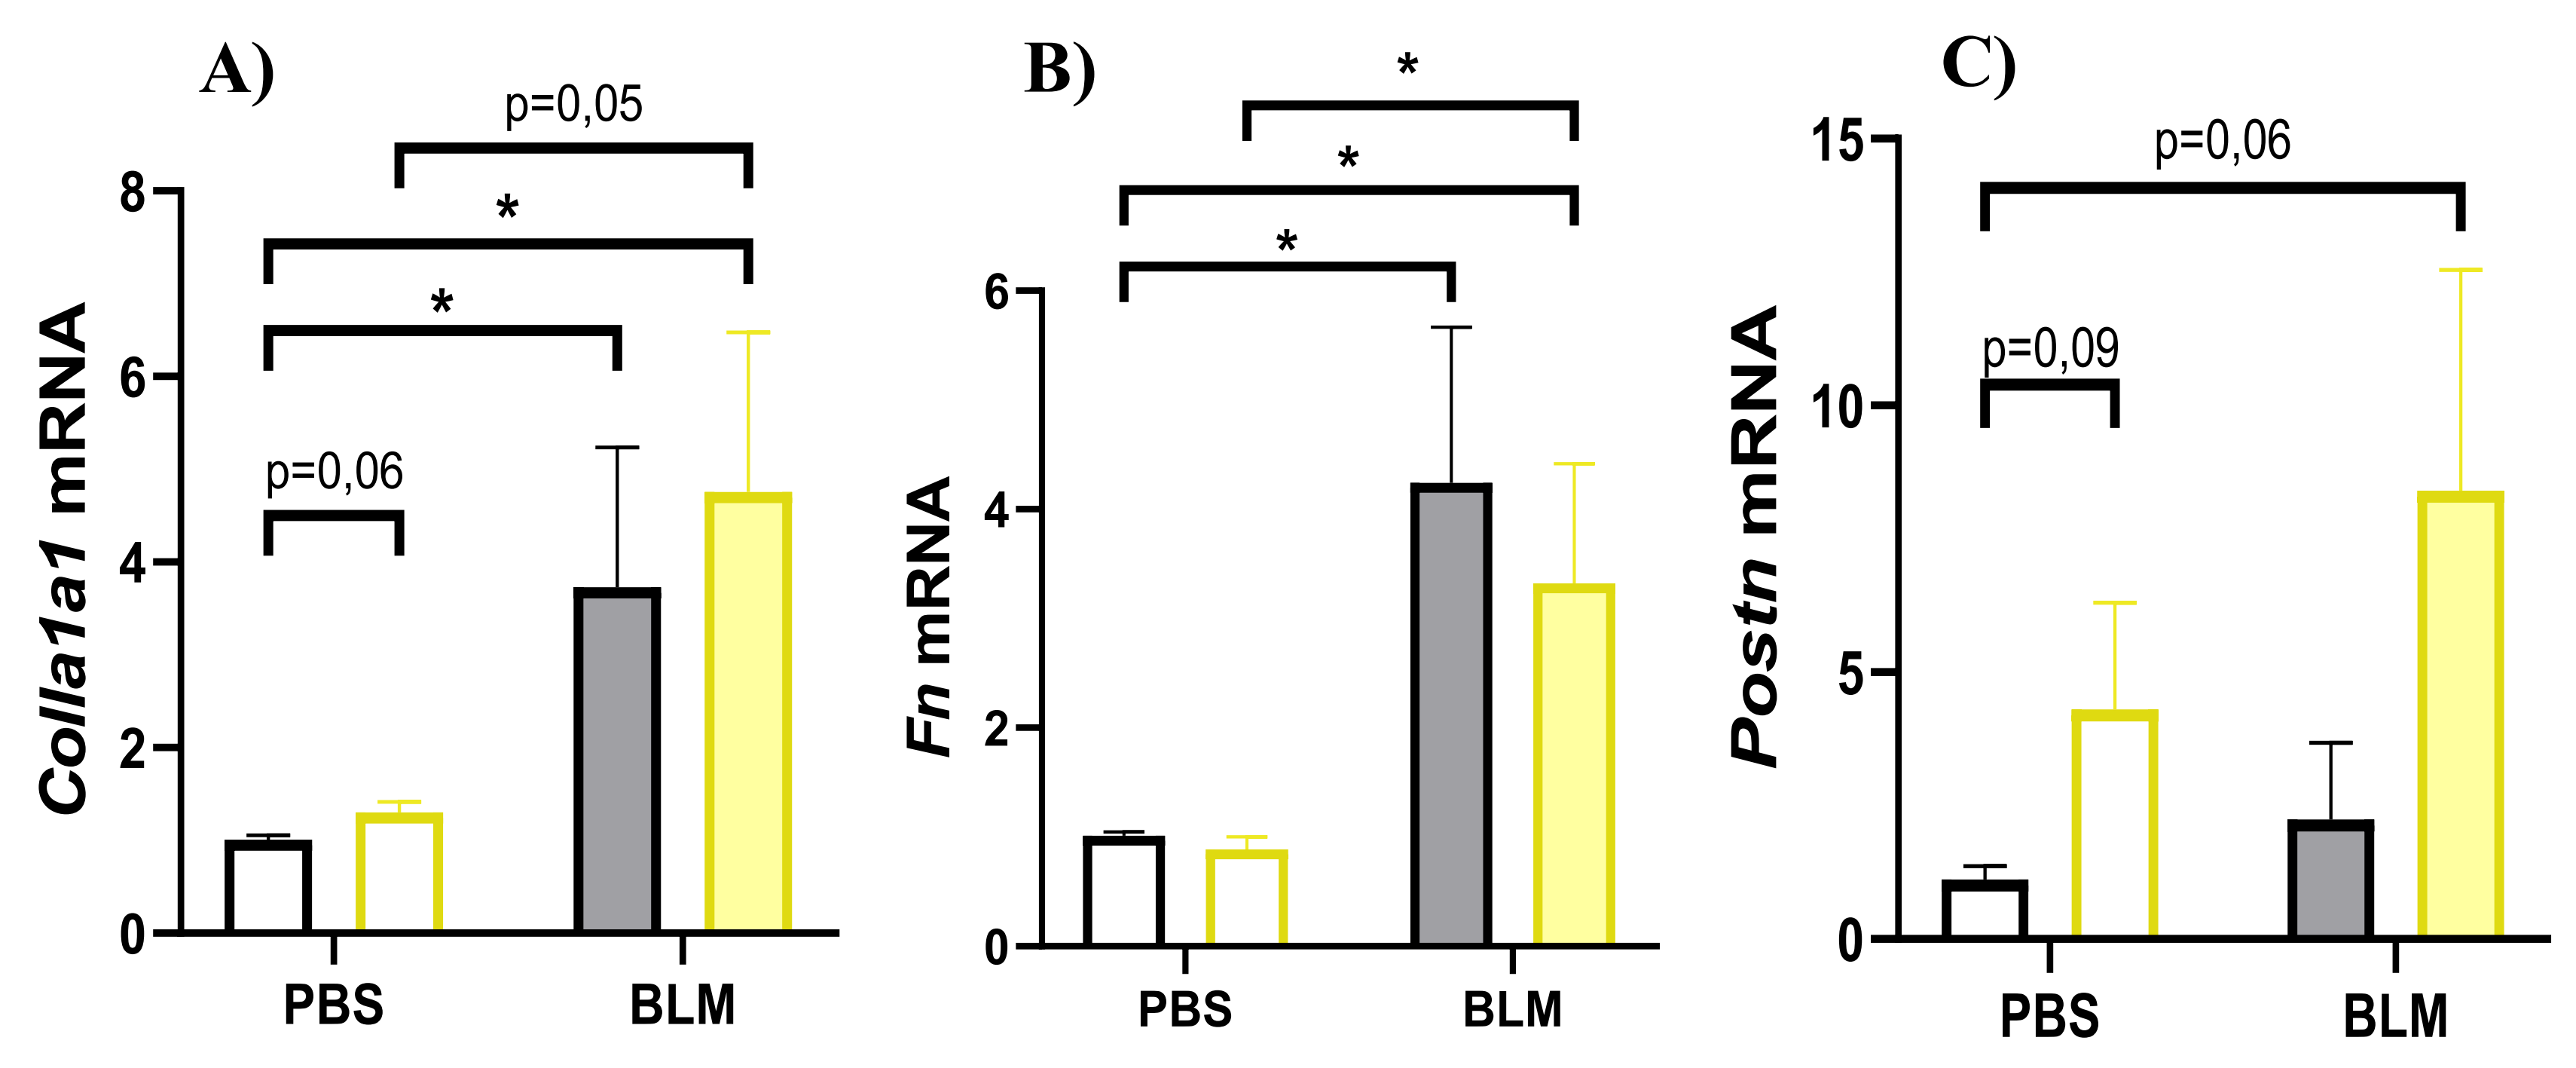 A)
p=0,05
*
*
p=0,06
8
6
4
2
0
Colla1a1 mRNA
PBS
BLM
B)
*
*
*
6
4
2
0
Fn mRNA
PBS
BLM
C)
p=0,06
p=0,09
15
10
5
0
Postn mRNA
PBS
BLM